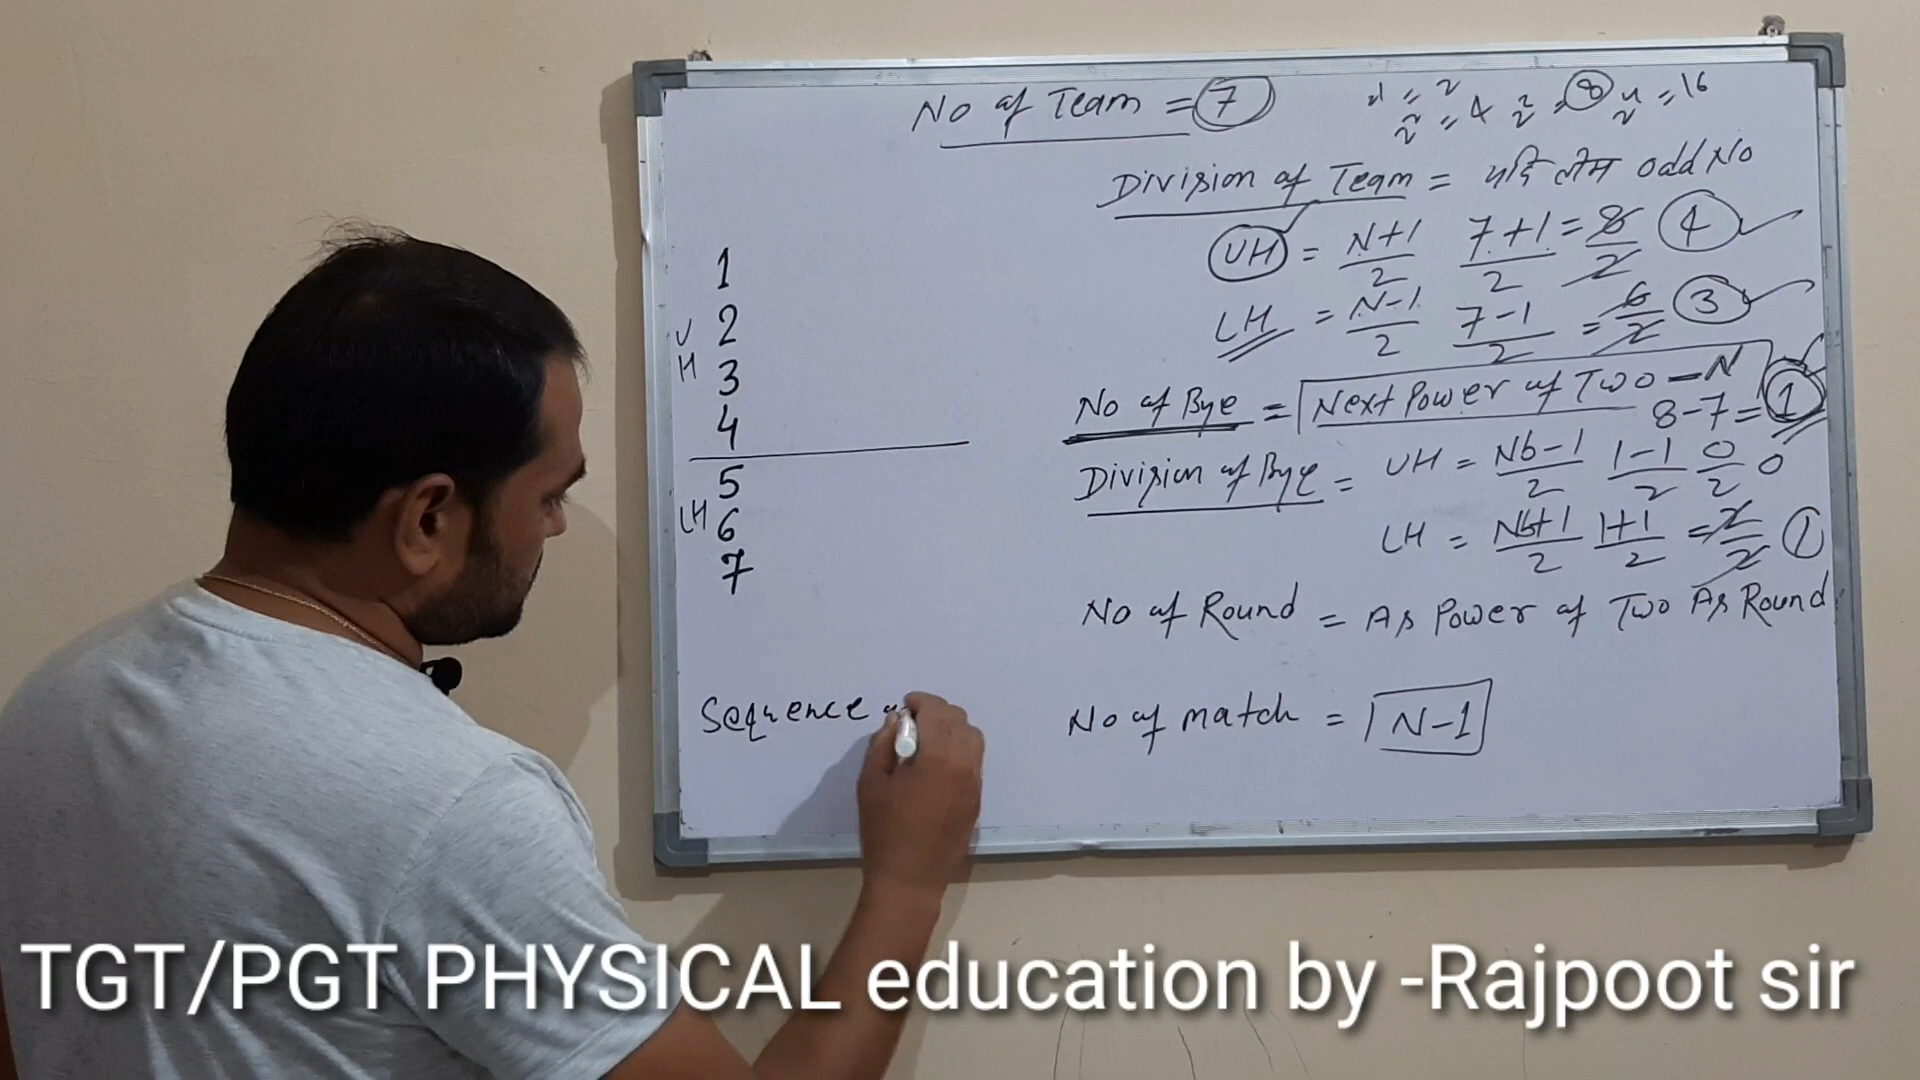 No of Team = 7
2¹ = 2
2² = 4 2³ = 8 2⁴ = 16
Division of Team = यदि टीम odd No
UH = N+1/2 7+1/2 = 8/2 4
LH = N-1/2 7-1/2 = 6/2 3
No of Bye = Next Power of Two - N
8-7 = 1
Division of Bye = UH = Nb-1/2 1-1/2 0/2 0
LH = Nb+1/2 1+1/2 = 2/2 1
No of Round = As Power of Two As Round
No of match = N-1
1
U 2
H 3
4
5
LH 6
7
Sequence
TGT/PGT PHYSICAL education by -Rajpoot sir